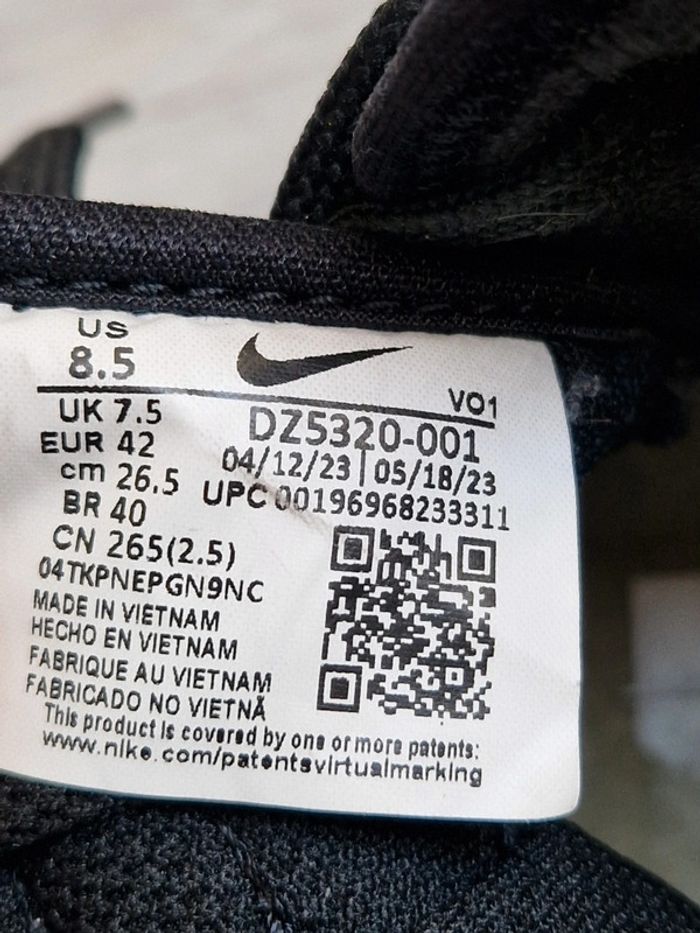 US
8.5
VO1
UK 7.5
DZ5320-001
EUR 42
04/12/23|05/18/23
cm 26.5
UPC 00196968233311
BR 40
CN 265(2.5)
04TKPNEPGN9NC
MADE IN VIETNAM
HECHO EN VIETNAM
FABRIQUE AU VIETNAM
FABRICADO NO VIETNÃ
This product is covered by one or more patents:
www.nike.com/patentsvirtualmarking